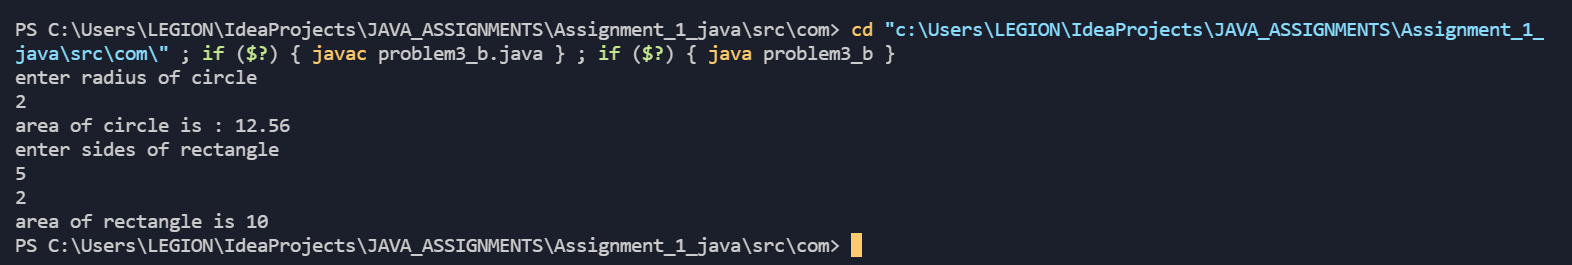 PS C:\Users\LEGION\IdeaProjects\JAVA_ASSIGNMENTS\Assignment_1_java\src\com> cd "c:\Users\LEGION\IdeaProjects\JAVA_ASSIGNMENTS\Assignment_1_
java\src\com\" ; if ($?) { javac problem3_b.java } ; if ($?) { java problem3_b }
enter radius of circle
2
area of circle is : 12.56
enter sides of rectangle
5
2
area of rectangle is 10
PS C:\Users\LEGION\IdeaProjects\JAVA_ASSIGNMENTS\Assignment_1_java\src\com>